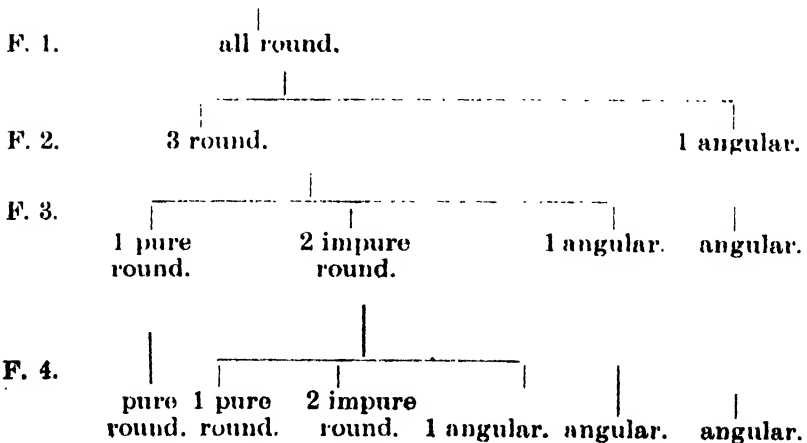 F. 1. all round.
F. 2. 3 round. 1 angular.
F. 3.
1 pure 2 impure 1 angular. angular.
round. round.
F. 4.
pure 1 pure 2 impure
round. round. round. 1 angular. angular. angular.